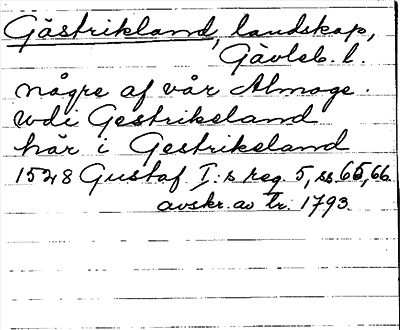 Gästrikland, landskap,
Gävleb. l.
någre af vår Almoge.
wdi Gestrikeland
här i Gestrikeland
1528 Gustaf I:s reg. 5, ss 65, 66.
avskr. av tr. 1793.